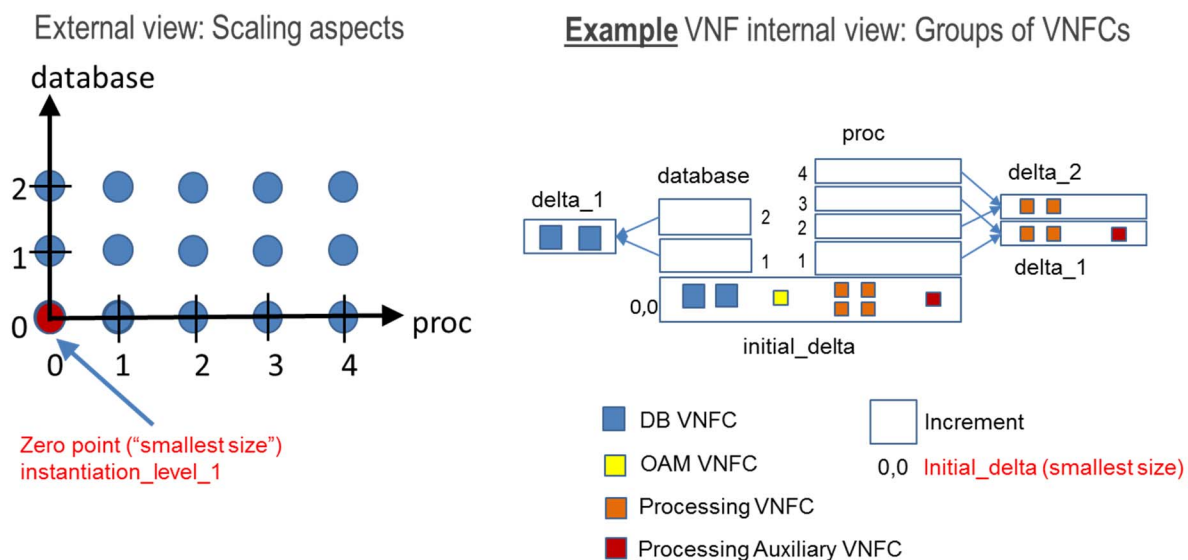 External view: Scaling aspects
database
2
1
0
0 1 2 3 4
proc
Zero point (“smallest size”)
instantiation_level_1
Example VNF internal view: Groups of VNFCs
proc
database
delta_1
2
1
4
3
2
1
delta_2
delta_1
0,0
initial_delta
DB VNFC
OAM VNFC
Processing VNFC
Processing Auxiliary VNFC
Increment
0,0 Initial_delta (smallest size)